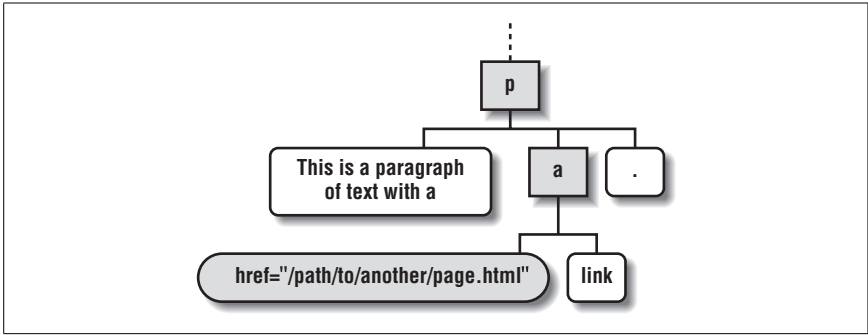 p
This is a paragraph
of text with a
a
.
href="/path/to/another/page.html"
link